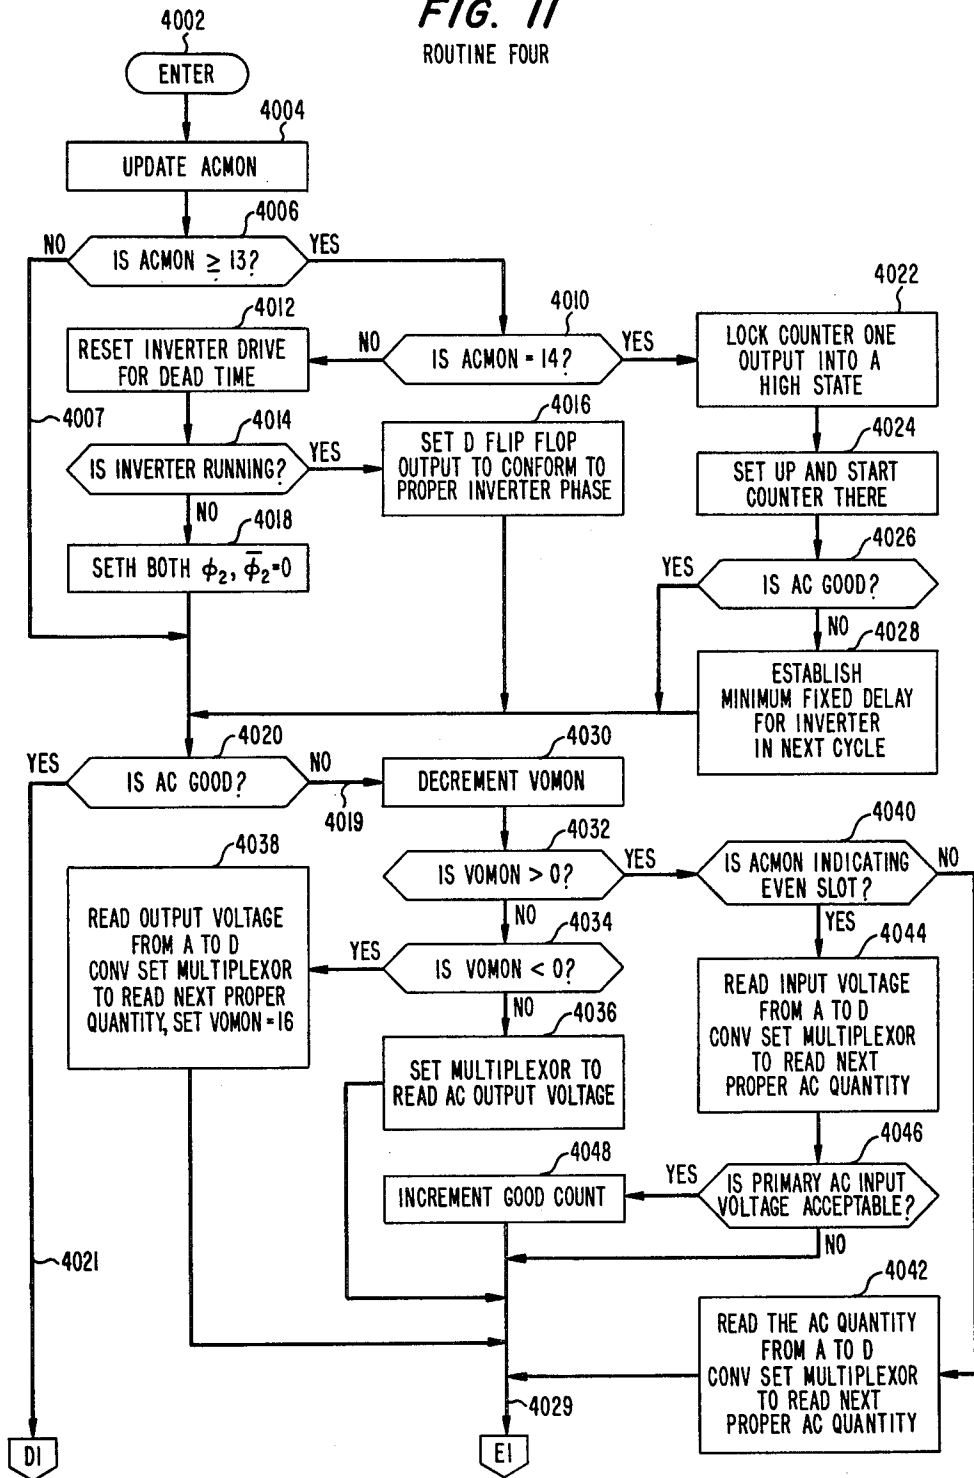 FIG. 11
ROUTINE FOUR
4002
ENTER
4004
UPDATE ACMON
4006
NO
IS ACMON ≥ 13?
YES
4012
RESET INVERTER DRIVE
FOR DEAD TIME
NO
4010
IS ACMON = 14?
YES
4022
LOCK COUNTER ONE
OUTPUT INTO A
HIGH STATE
4007
4014
IS INVERTER RUNNING?
YES
4016
SET D FLIP FLOP
OUTPUT TO CONFORM TO
PROPER INVERTER PHASE
4024
SET UP AND START
COUNTER THERE
NO
4018
SETH BOTH ϕ₂, ϕ̅₂=0
4026
YES
IS AC GOOD?
NO
4028
ESTABLISH
MINIMUM FIXED DELAY
FOR INVERTER
IN NEXT CYCLE
4020
YES
IS AC GOOD?
NO
4019
4030
DECREMENT VOMON
4032
IS VOMON > 0?
YES
4040
IS ACMON INDICATING
EVEN SLOT?
NO
4038
READ OUTPUT VOLTAGE
FROM A TO D
CONV SET MULTIPLEXOR
TO READ NEXT PROPER
QUANTITY, SET VOMON = 16
NO
4034
YES
IS VOMON < 0?
YES
4044
READ INPUT VOLTAGE
FROM A TO D
CONV SET MULTIPLEXOR
TO READ NEXT
PROPER AC QUANTITY
NO
4036
SET MULTIPLEXOR TO
READ AC OUTPUT VOLTAGE
4046
IS PRIMARY AC INPUT
VOLTAGE ACCEPTABLE?
YES
4048
INCREMENT GOOD COUNT
NO
4021
4042
READ THE AC QUANTITY
FROM A TO D
CONV SET MULTIPLEXOR
TO READ NEXT
PROPER AC QUANTITY
4029
D1
E1